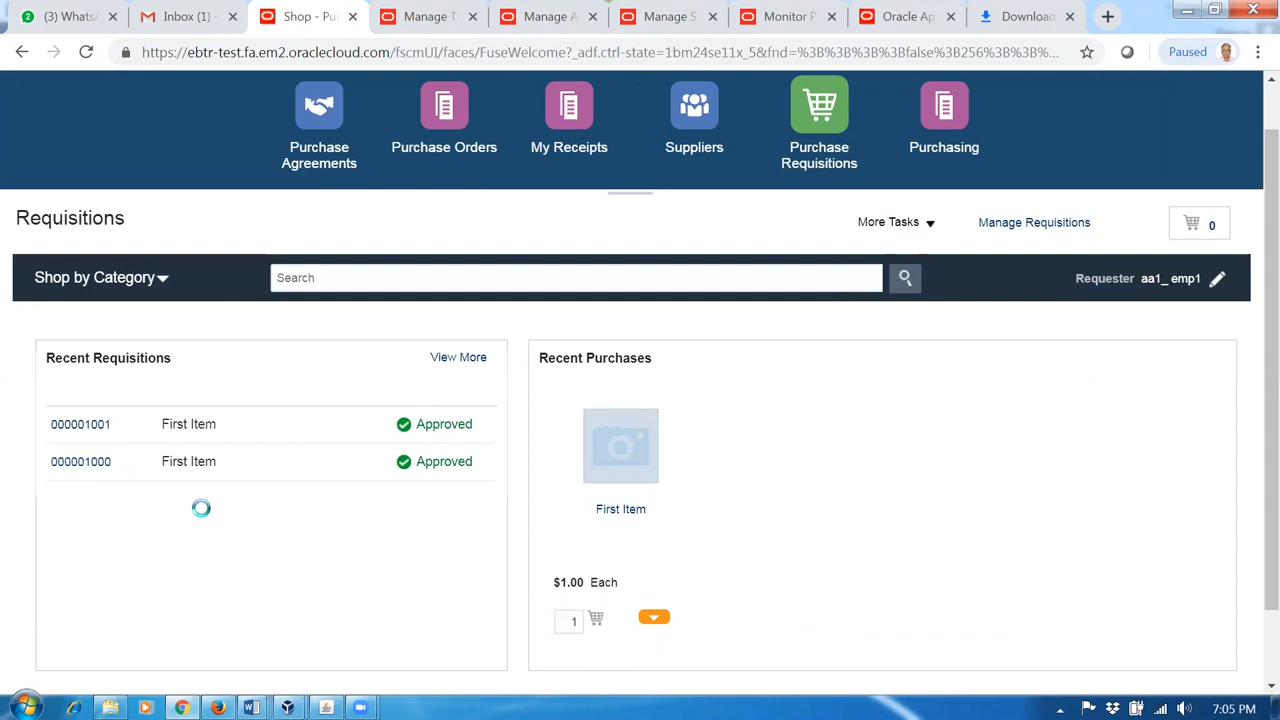 (3) Whats
Inbox (1)
Shop - Pu
Manage T
Manage A
Manage S
Monitor P
Oracle Ap
Downloa
https://ebtr-test.fa.em2.oraclecloud.com/fscmUI/faces/FuseWelcome?_adf.ctrl-state=1bm24se11x_5&fnd=%3B%3B%3B%3Bfalse%3B256%3B%3B%...
Paused
Purchase
Agreements
Purchase Orders
My Receipts
Suppliers
Purchase
Requisitions
Purchasing
Requisitions
More Tasks
Manage Requisitions
0
Shop by Category
Search
Requester aa1_ emp1
Recent Requisitions
View More
000001001 First Item Approved
000001000 First Item Approved
Recent Purchases
First Item
$1.00 Each
1
7:05 PM